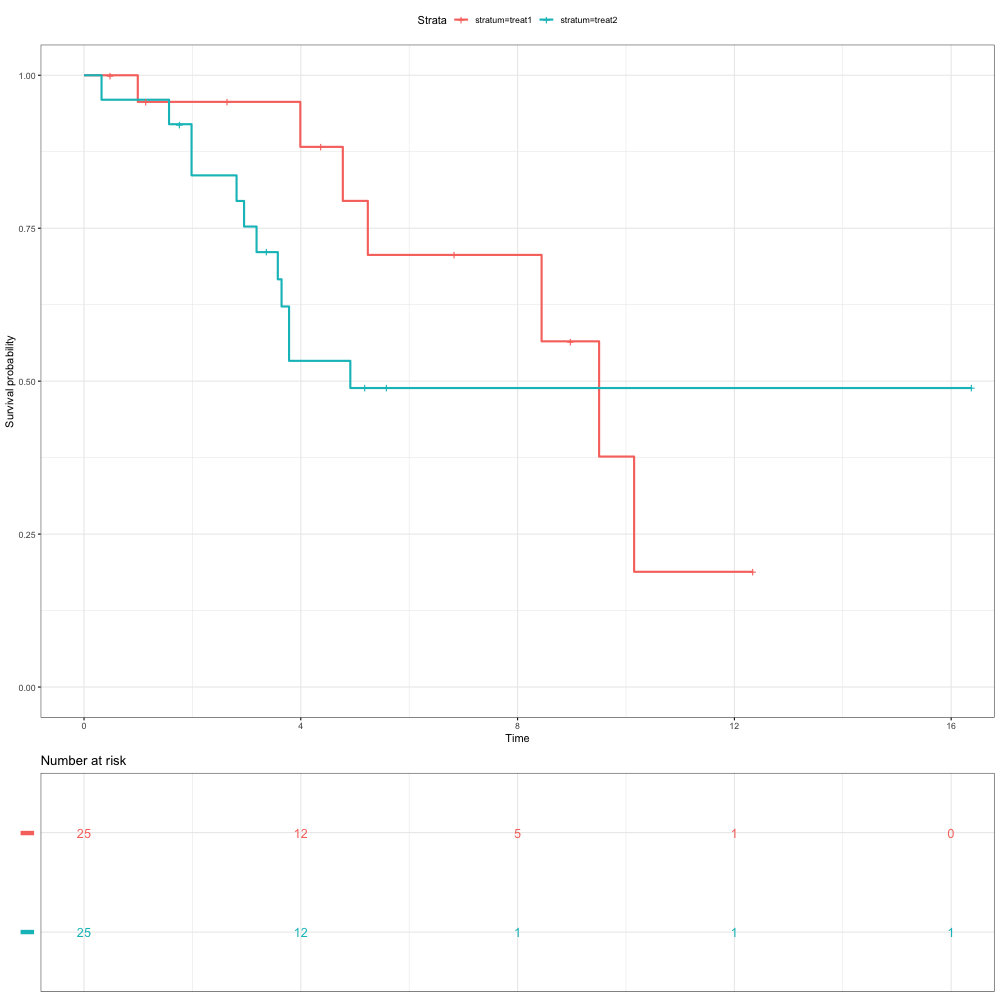 Strata stratum=treat1 stratum=treat2
1.00
0.75
0.50
0.25
0.00
Survival probability
0 4 8 12 16
Time
Number at risk
25 12 5 1 0
25 12 1 1 1